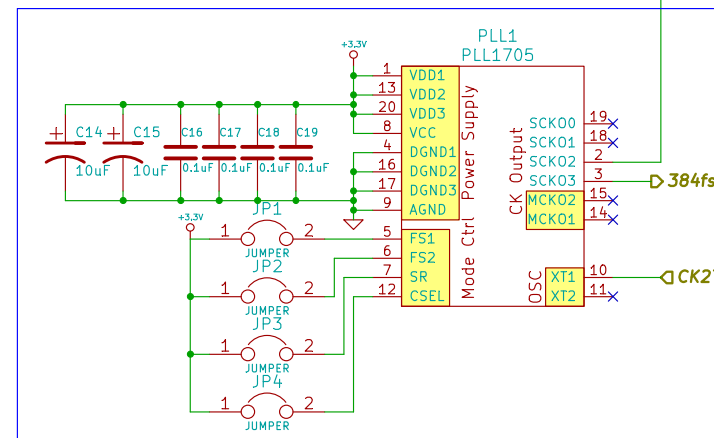 PLL1
PLL1705
+3,3V
1 VDD1
13 VDD2
20 VDD3
8 VCC
4 DGND1
16 DGND2
17 DGND3
9 AGND
Power Supply
CK Output
SCKO0 19
SCKO1 18
SCKO2 2
SCKO3 3
384fs
MCKO2 15
MCKO1 14
+ C14
10uF
+ C15
10uF
C16
0.1uF
C17
0.1uF
C18
0.1uF
C19
0.1uF
+3,3V
JP1
1 2
JUMPER
JP2
1 2
JUMPER
JP3
1 2
JUMPER
JP4
1 2
JUMPER
5 FS1
6 FS2
7 SR
12 CSEL
Mode Ctrl
OSC
XT1 10
XT2 11